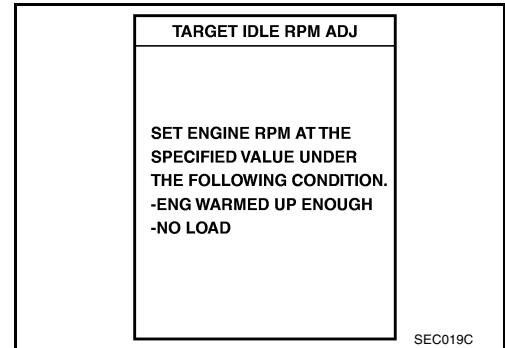 TARGET IDLE RPM ADJ
SET ENGINE RPM AT THE
SPECIFIED VALUE UNDER
THE FOLLOWING CONDITION.
-ENG WARMED UP ENOUGH
-NO LOAD
SEC019C